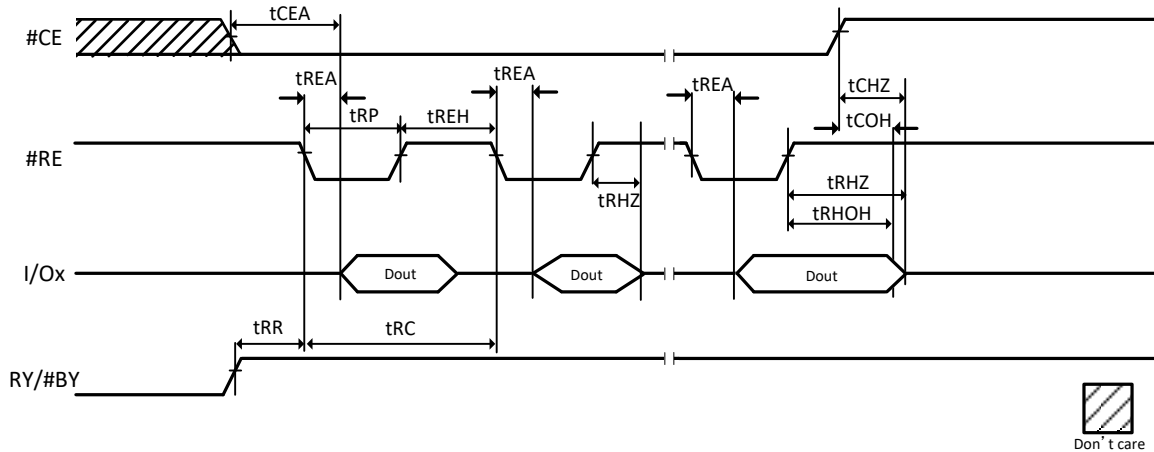 tCEA
#CE
tREA
tREA
tREA
tCHZ
tRP
tREH
tCOH
#RE
tRHZ
tRHZ
tRHOH
I/Ox
Dout
Dout
Dout
tRR
tRC
RY/#BY
Don't care